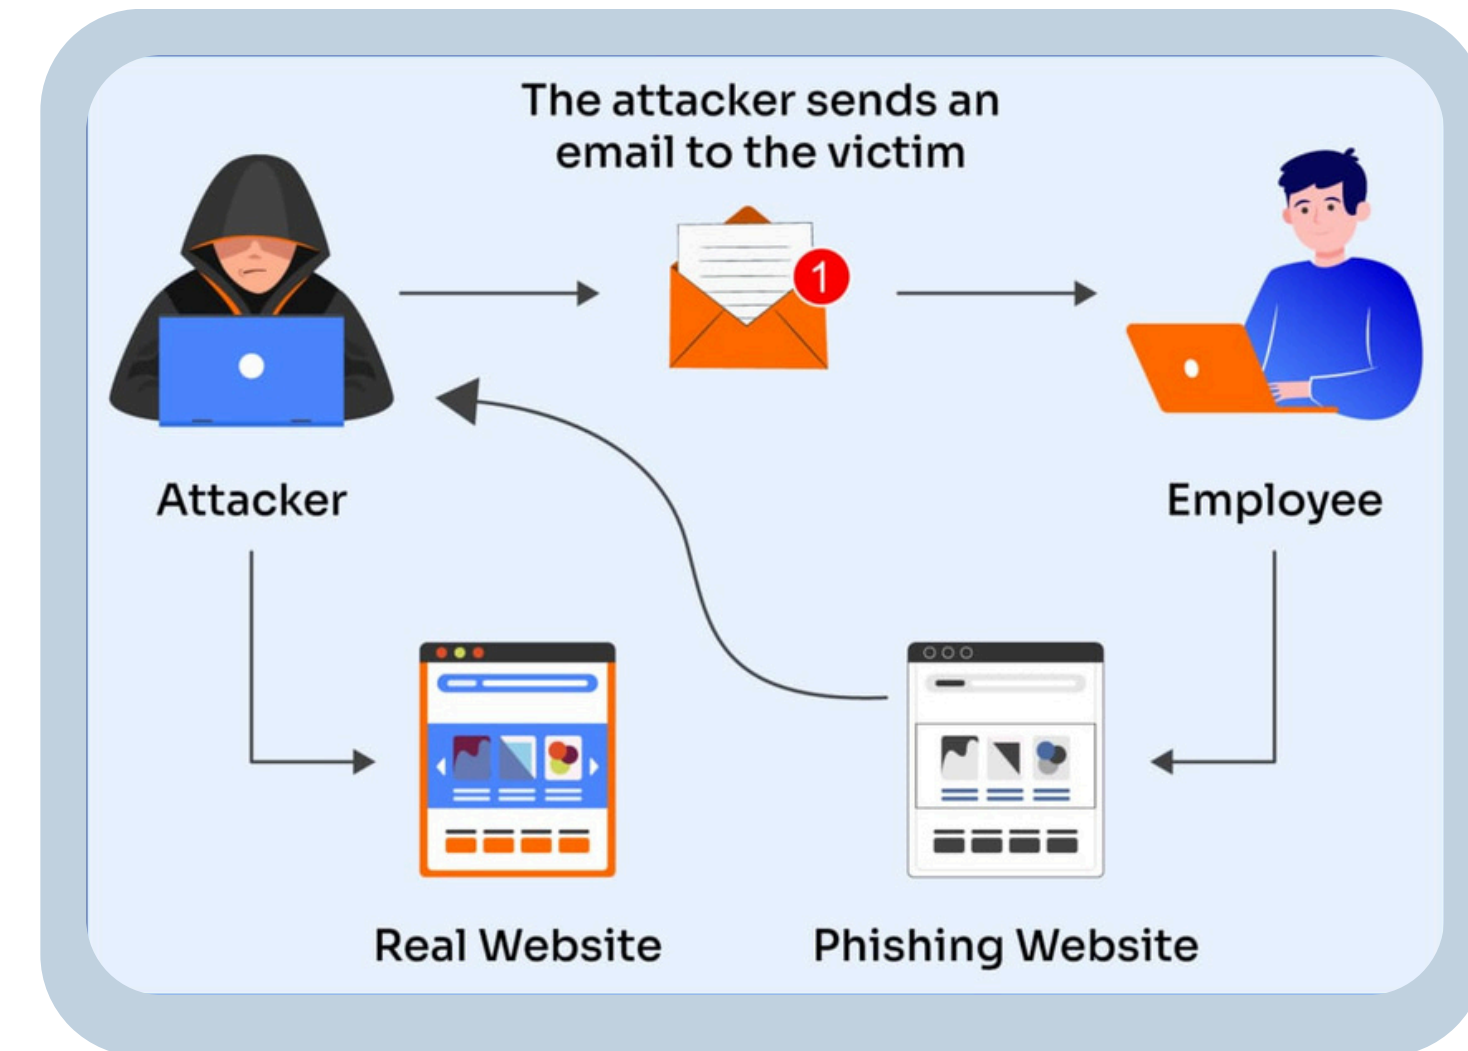 The attacker sends an
email to the victim
1
Attacker
Employee
Real Website
Phishing Website